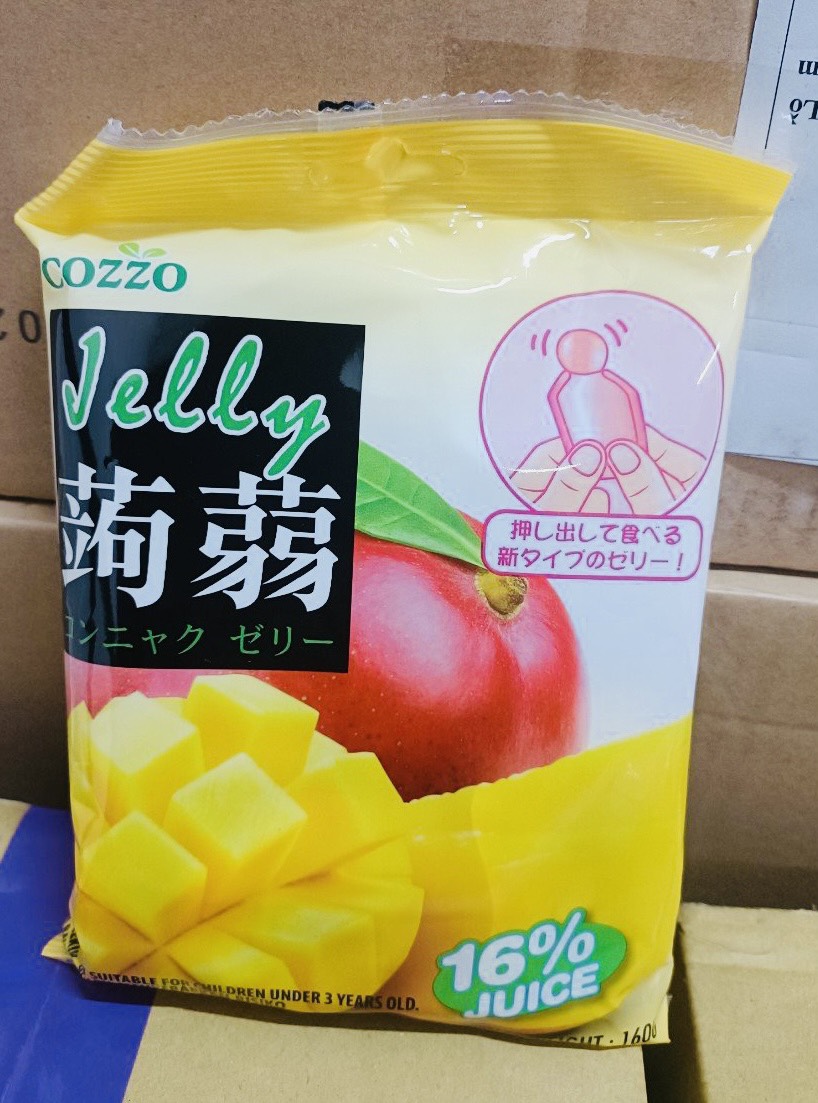 COZZO
Jelly
蒟蒻
コンニャク ゼリー
押し出して食べる
新タイプのゼリー！
16%
JUICE
SUITABLE FOR CHILDREN UNDER 3 YEARS OLD.
: 160